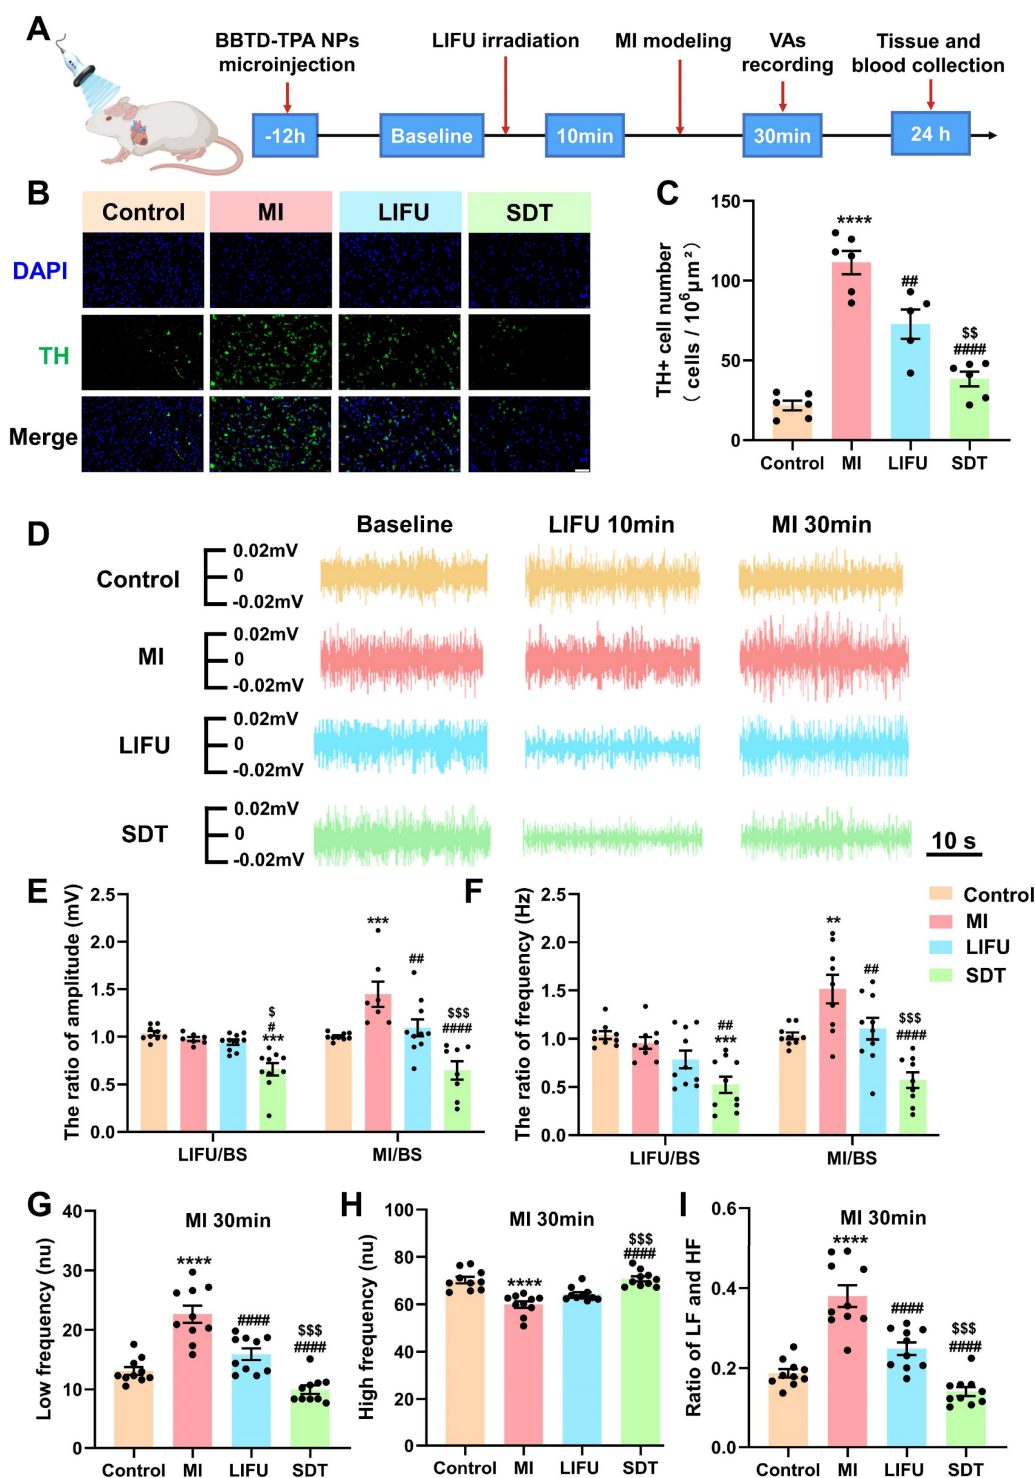 A
BBTD-TPA NPs
microinjection
LIFU irradiation
MI modeling
VAs
recording
Tissue and
blood collection
-12h
Baseline
10min
30min
24 h
B
Control
MI
LIFU
SDT
DAPI
TH
Merge
C
TH+ cell number
( cells / 10⁶μm² )
150
100
50
0
****
##
$$
####
Control
MI
LIFU
SDT
D
Baseline
LIFU 10min
MI 30min
Control
0.02mV
0
-0.02mV
MI
0.02mV
0
-0.02mV
LIFU
0.02mV
0
-0.02mV
SDT
0.02mV
0
-0.02mV
10 s
E
The ratio of amplitude (mV)
2.5
2.0
1.5
1.0
0.5
0.0
$
#
***
***
##
$$$
####
LIFU/BS
MI/BS
F
The ratio of frequency (Hz)
2.5
2.0
1.5
1.0
0.5
0.0
##
***
**
##
$$$
####
LIFU/BS
MI/BS
Control
MI
LIFU
SDT
G
MI 30min
Low frequency (nu)
40
30
20
10
0
****
####
$$$
####
Control
MI
LIFU
SDT
H
MI 30min
High frequency (nu)
100
80
60
40
20
0
****
$$$
####
Control
MI
LIFU
SDT
I
MI 30min
Ratio of LF and HF
0.6
0.4
0.2
0.0
****
####
$$$
####
Control
MI
LIFU
SDT